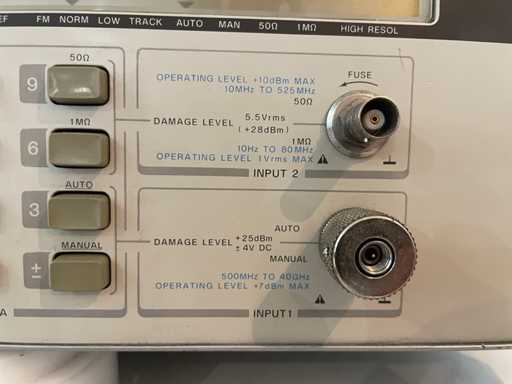 EF FM NORM LOW TRACK AUTO MAN 50Ω 1MΩ HIGH RESOL
9
50Ω
6
1MΩ
3
AUTO
±
MANUAL
A
OPERATING LEVEL +10dBm MAX
10MHz TO 525MHz
50Ω
FUSE
DAMAGE LEVEL 5.5Vrms
(+28dBm)
1MΩ
10Hz TO 80MHz
OPERATING LEVEL 1Vrms MAX
INPUT 2
AUTO
DAMAGE LEVEL +25dBm
± 4V DC
MANUAL
500MHz TO 40GHz
OPERATING LEVEL +7dBm MAX
INPUT 1